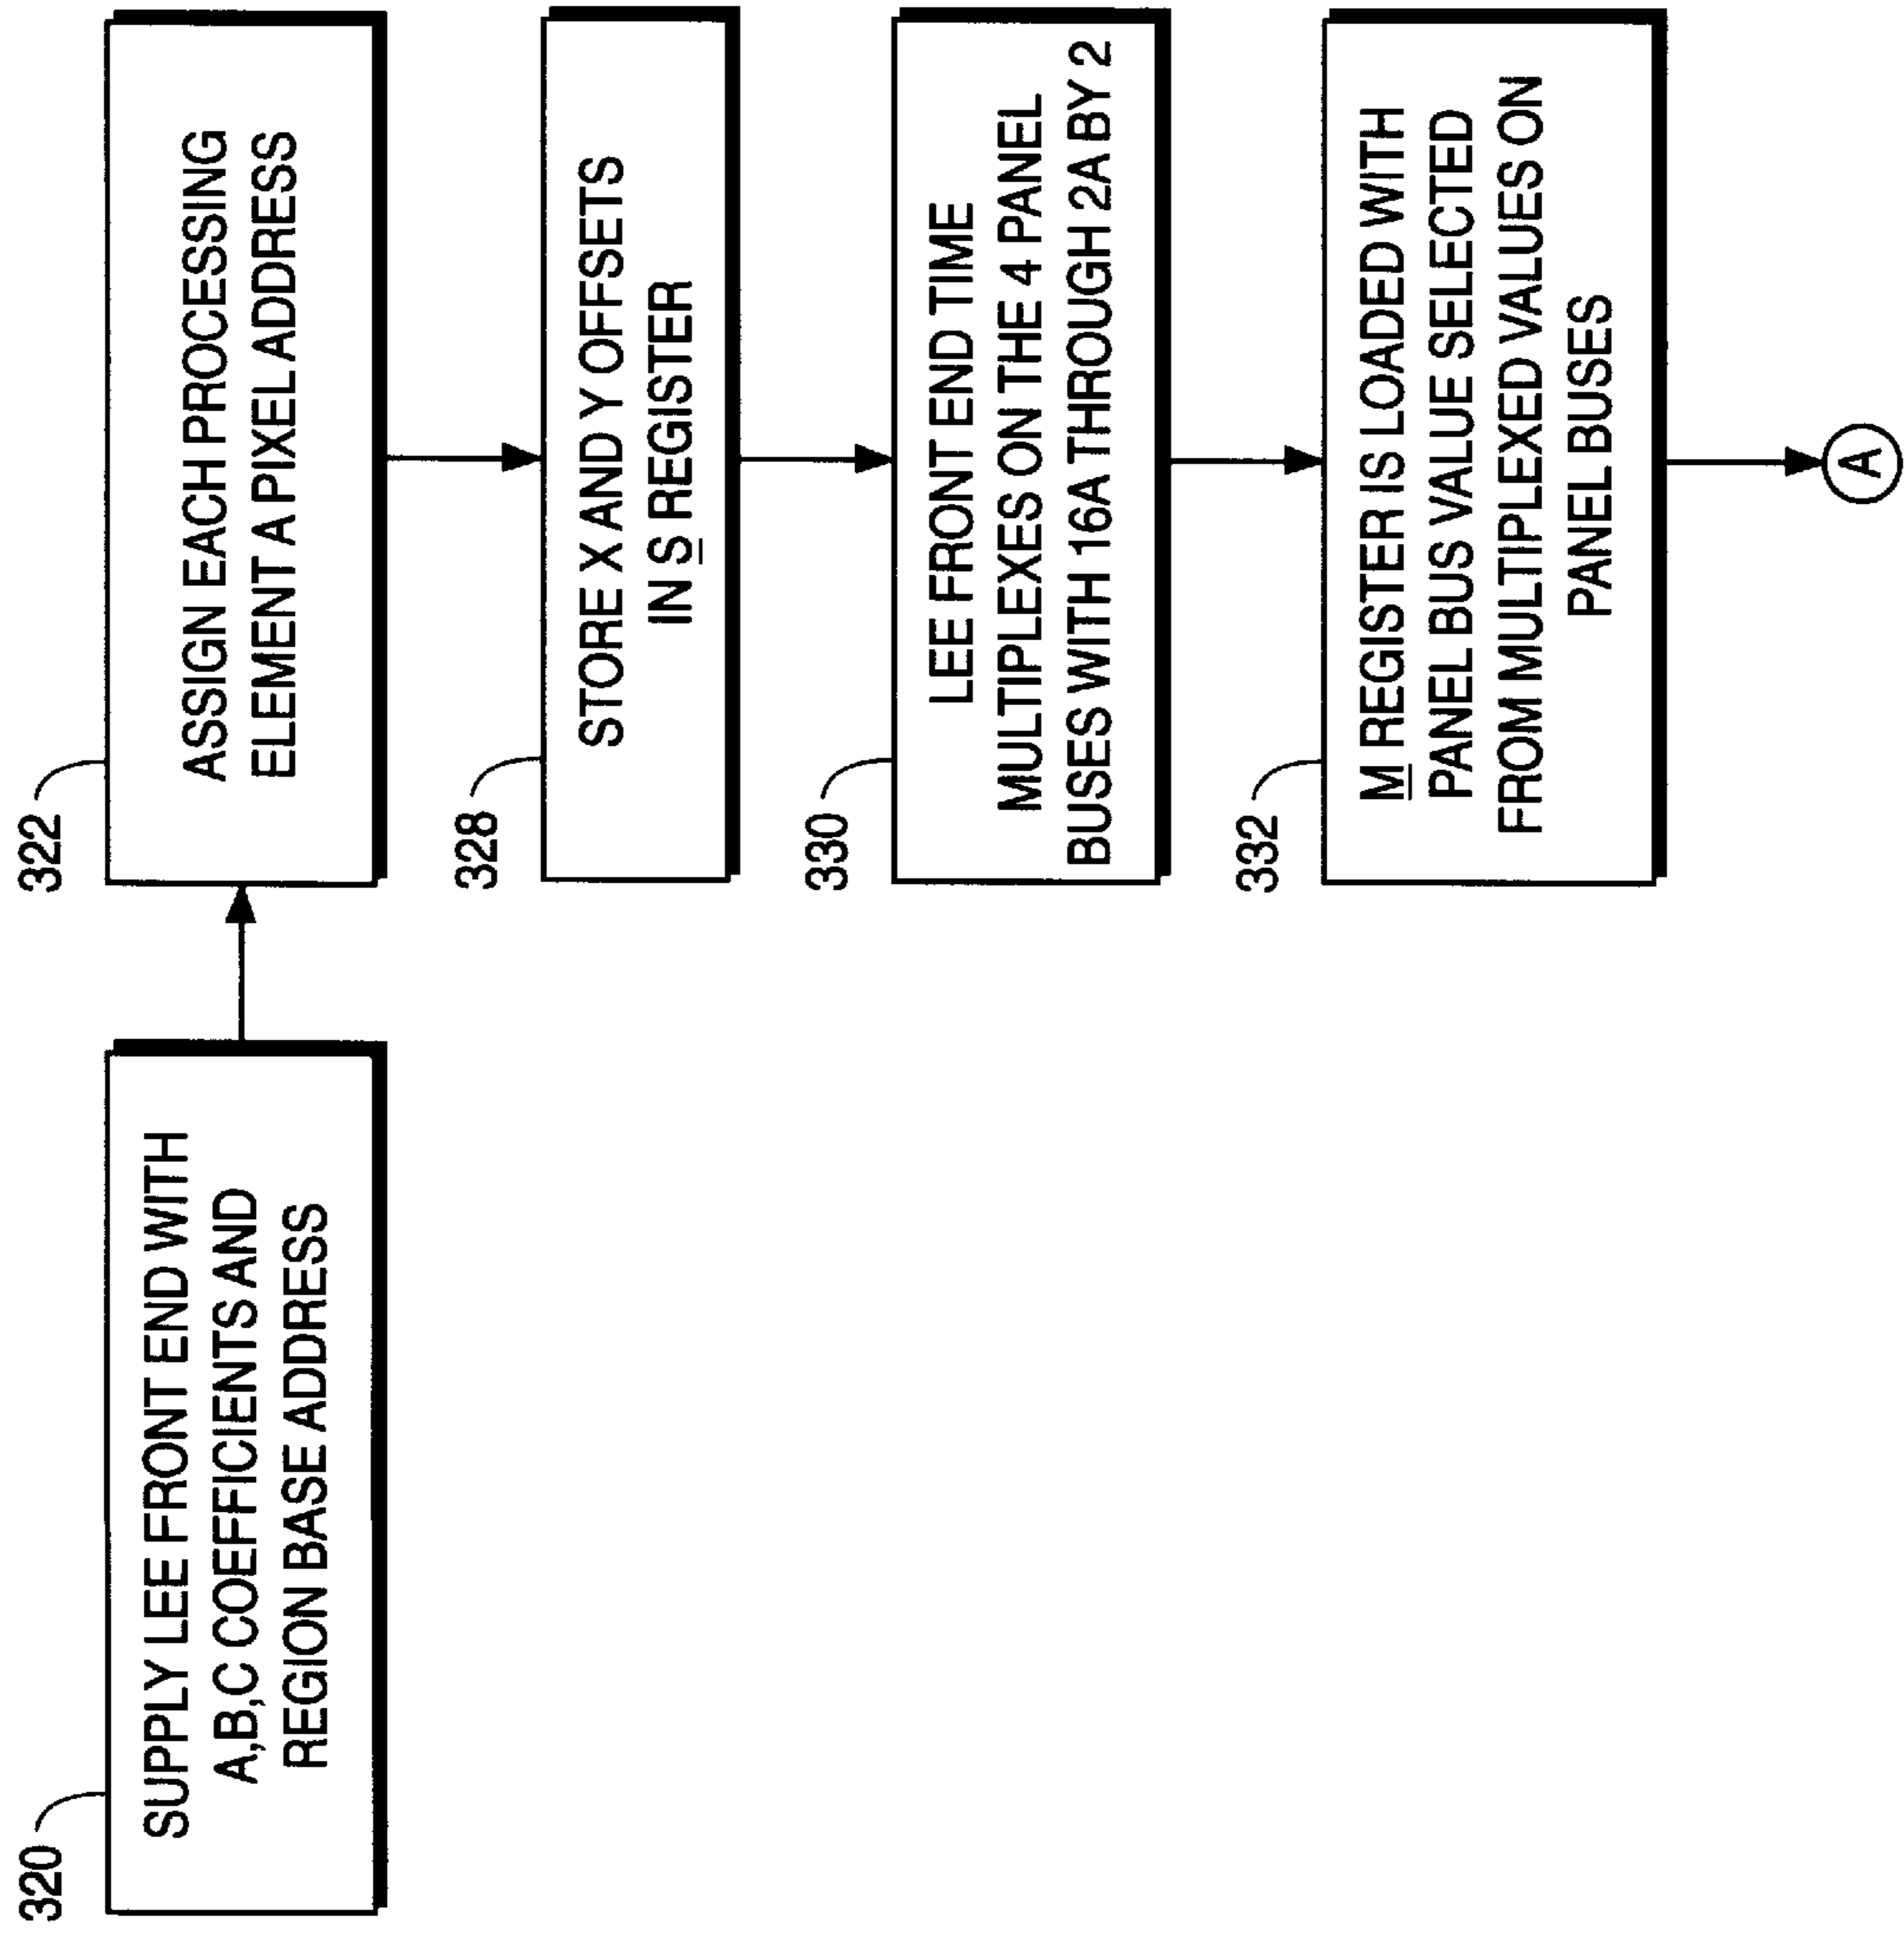 320
SUPPLY LEE FRONT END WITH
A,B,C COEFFICIENTS AND
REGION BASE ADDRESS
322
ASSIGN EACH PROCESSING
ELEMENT A PIXEL ADDRESS
328
STORE X AND Y OFFSETS
IN S REGISTER
330
LEE FRONT END TIME
MULTIPLEXES ON THE 4 PANEL
BUSES WITH 16A THROUGH 2A BY 2
332
M REGISTER IS LOADED WITH
PANEL BUS VALUE SELECTED
FROM MULTIPLEXED VALUES ON
PANEL BUSES
A